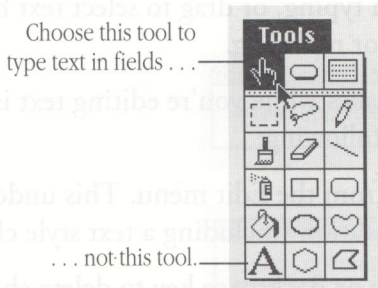 Choose this tool to
type text in fields . . .
Tools
A
. . . not this tool.